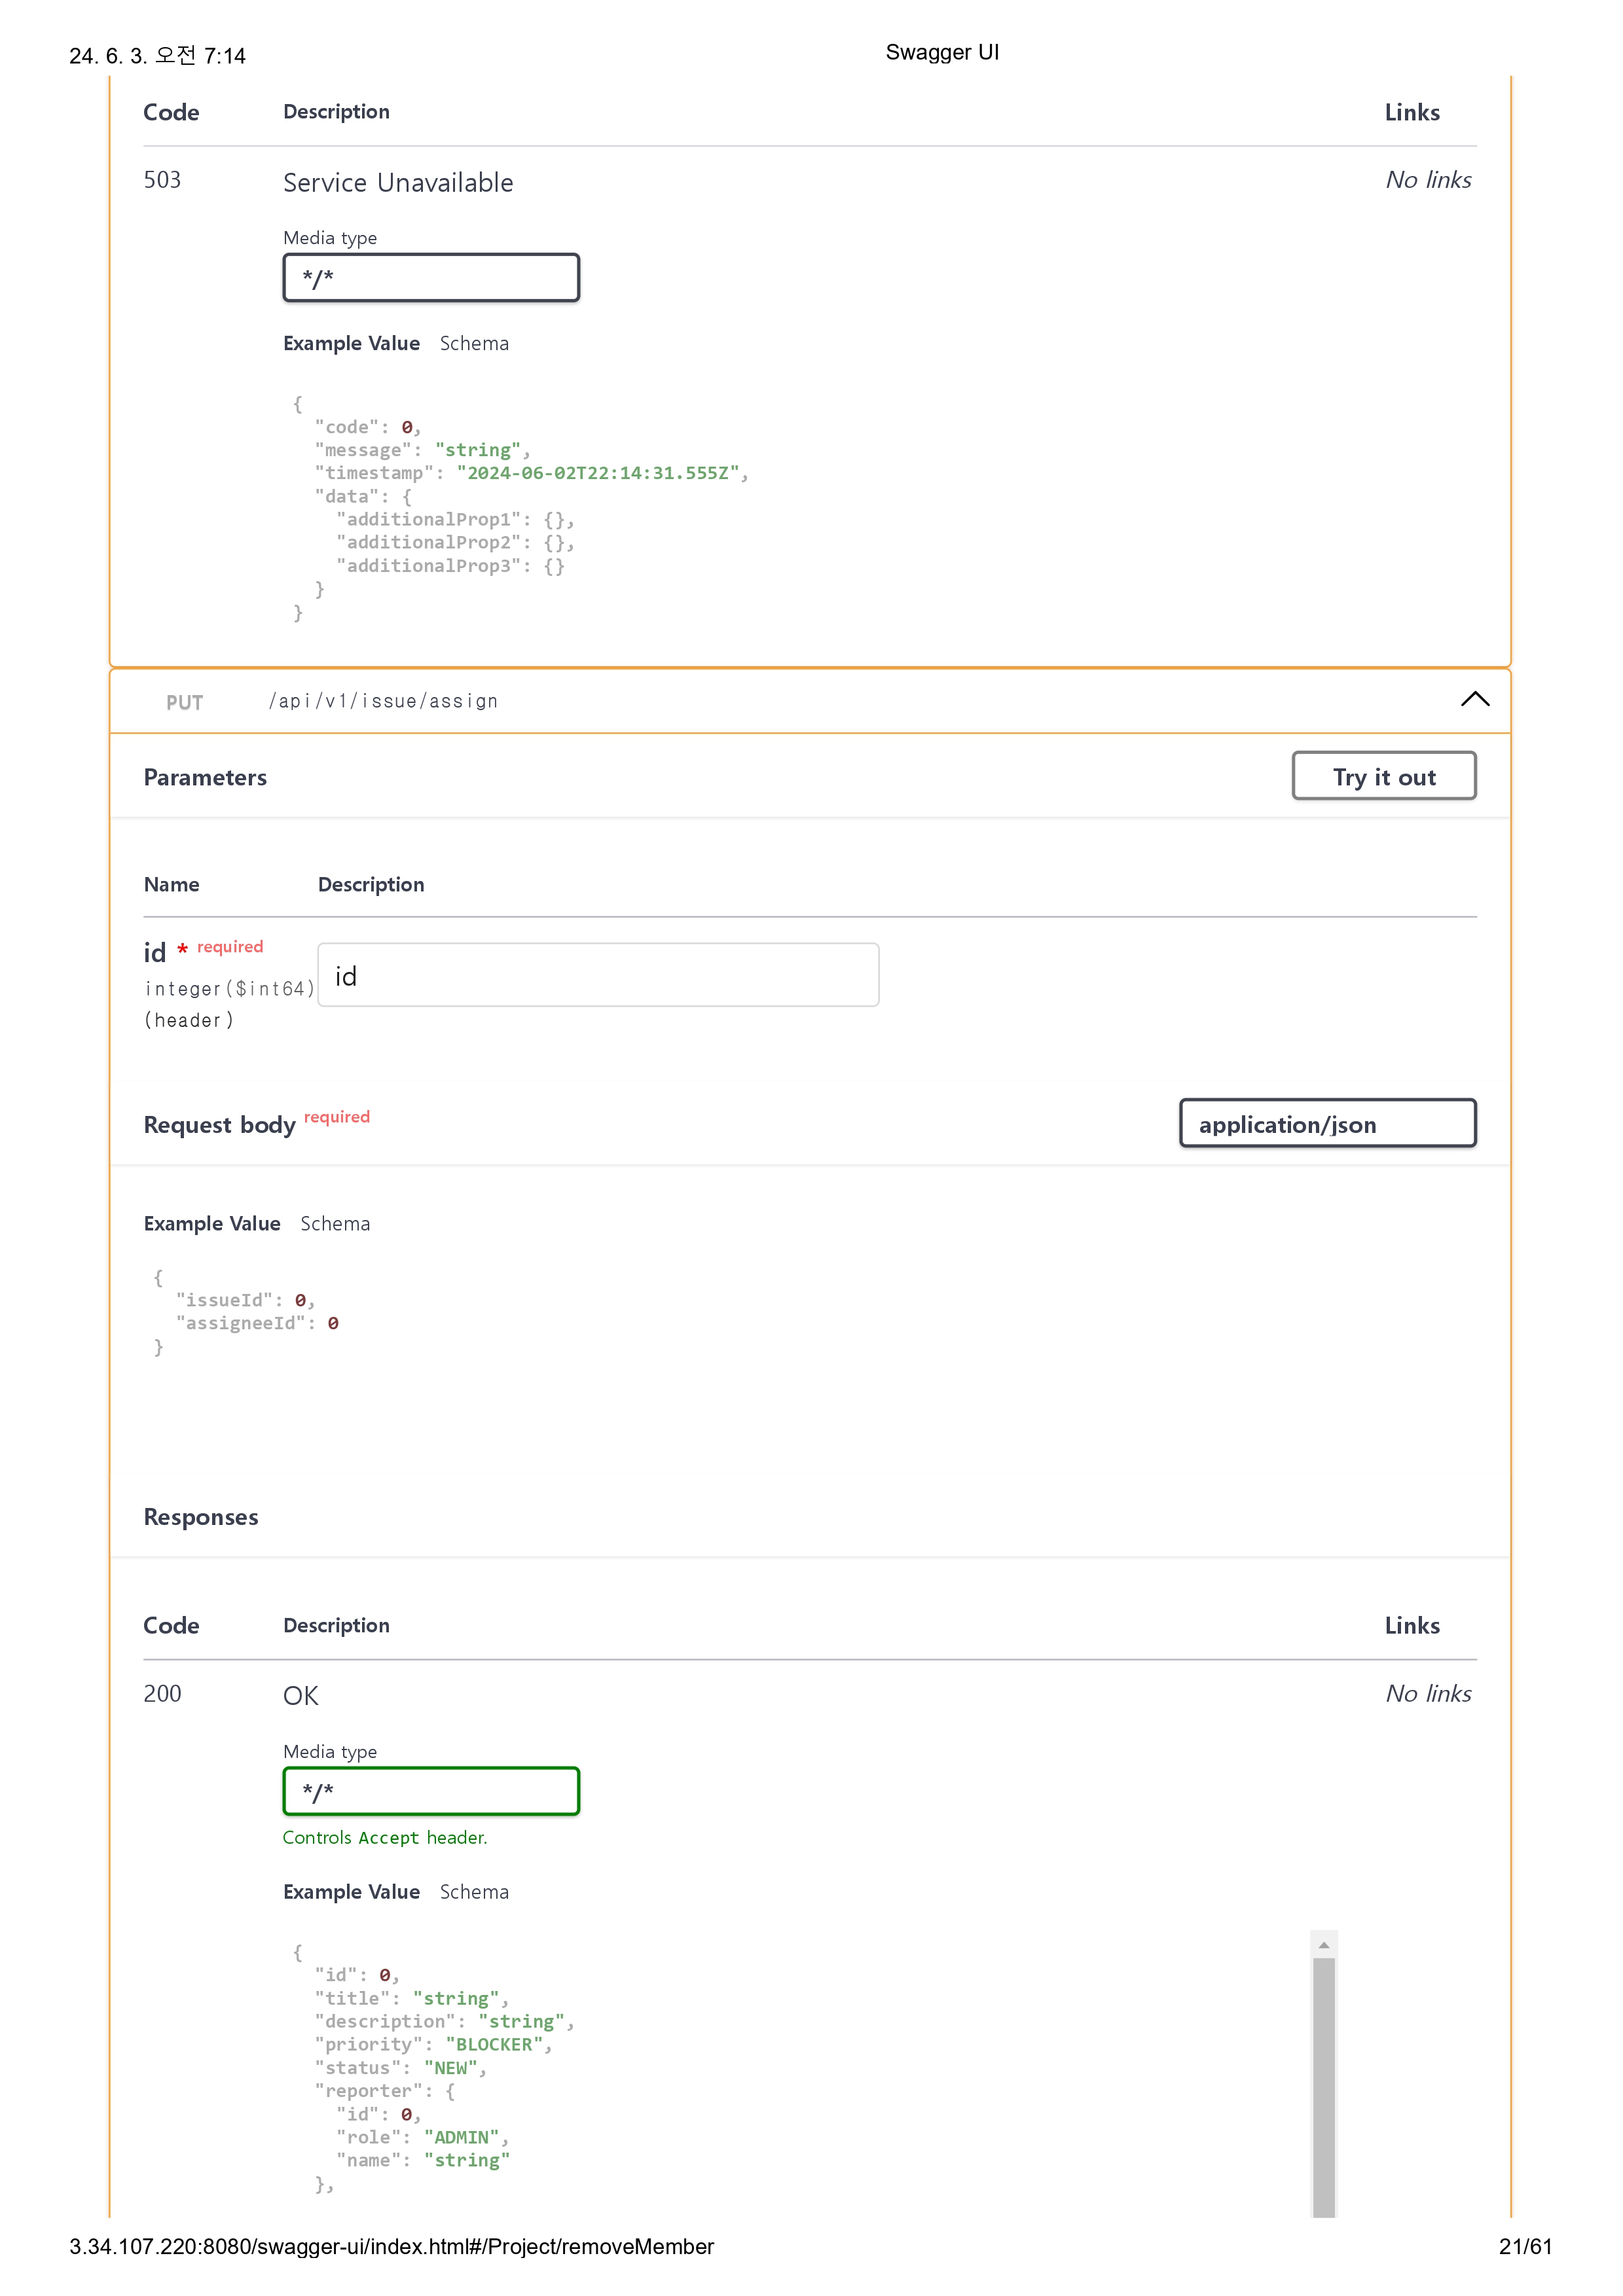 24. 6. 3. 오전 7:14 Swagger UI
Code Description Links
503 Service Unavailable No links
Media type
*/*
Example Value Schema
{
  "code": 0,
  "message": "string",
  "timestamp": "2024-06-02T22:14:31.555Z",
  "data": {
    "additionalProp1": {},
    "additionalProp2": {},
    "additionalProp3": {}
  }
}
PUT /api/v1/issue/assign
Parameters Try it out
Name Description
id * required
id
integer($int64)
(header)
Request body required application/json
Example Value Schema
{
  "issueId": 0,
  "assigneeId": 0
}
Responses
Code Description Links
200 OK No links
Media type
*/*
Controls Accept header.
Example Value Schema
{
  "id": 0,
  "title": "string",
  "description": "string",
  "priority": "BLOCKER",
  "status": "NEW",
  "reporter": {
    "id": 0,
    "role": "ADMIN",
    "name": "string"
  },
3.34.107.220:8080/swagger-ui/index.html#/Project/removeMember 21/61